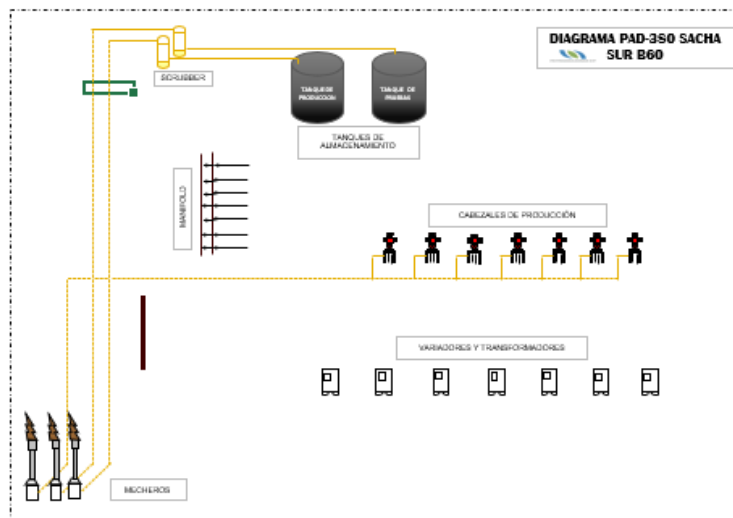 DIAGRAMA PAD-3S0 SACHA
SUR B60
SCRUBBER
TANQUE DE
PRODUCCION
TANQUE DE
PRUEBAS
TANQUES DE
ALMACENAMIENTO
MANIFOLD
CABEZALES DE PRODUCCIÓN
VARIADORES Y TRANSFORMADORES
MECHEROS